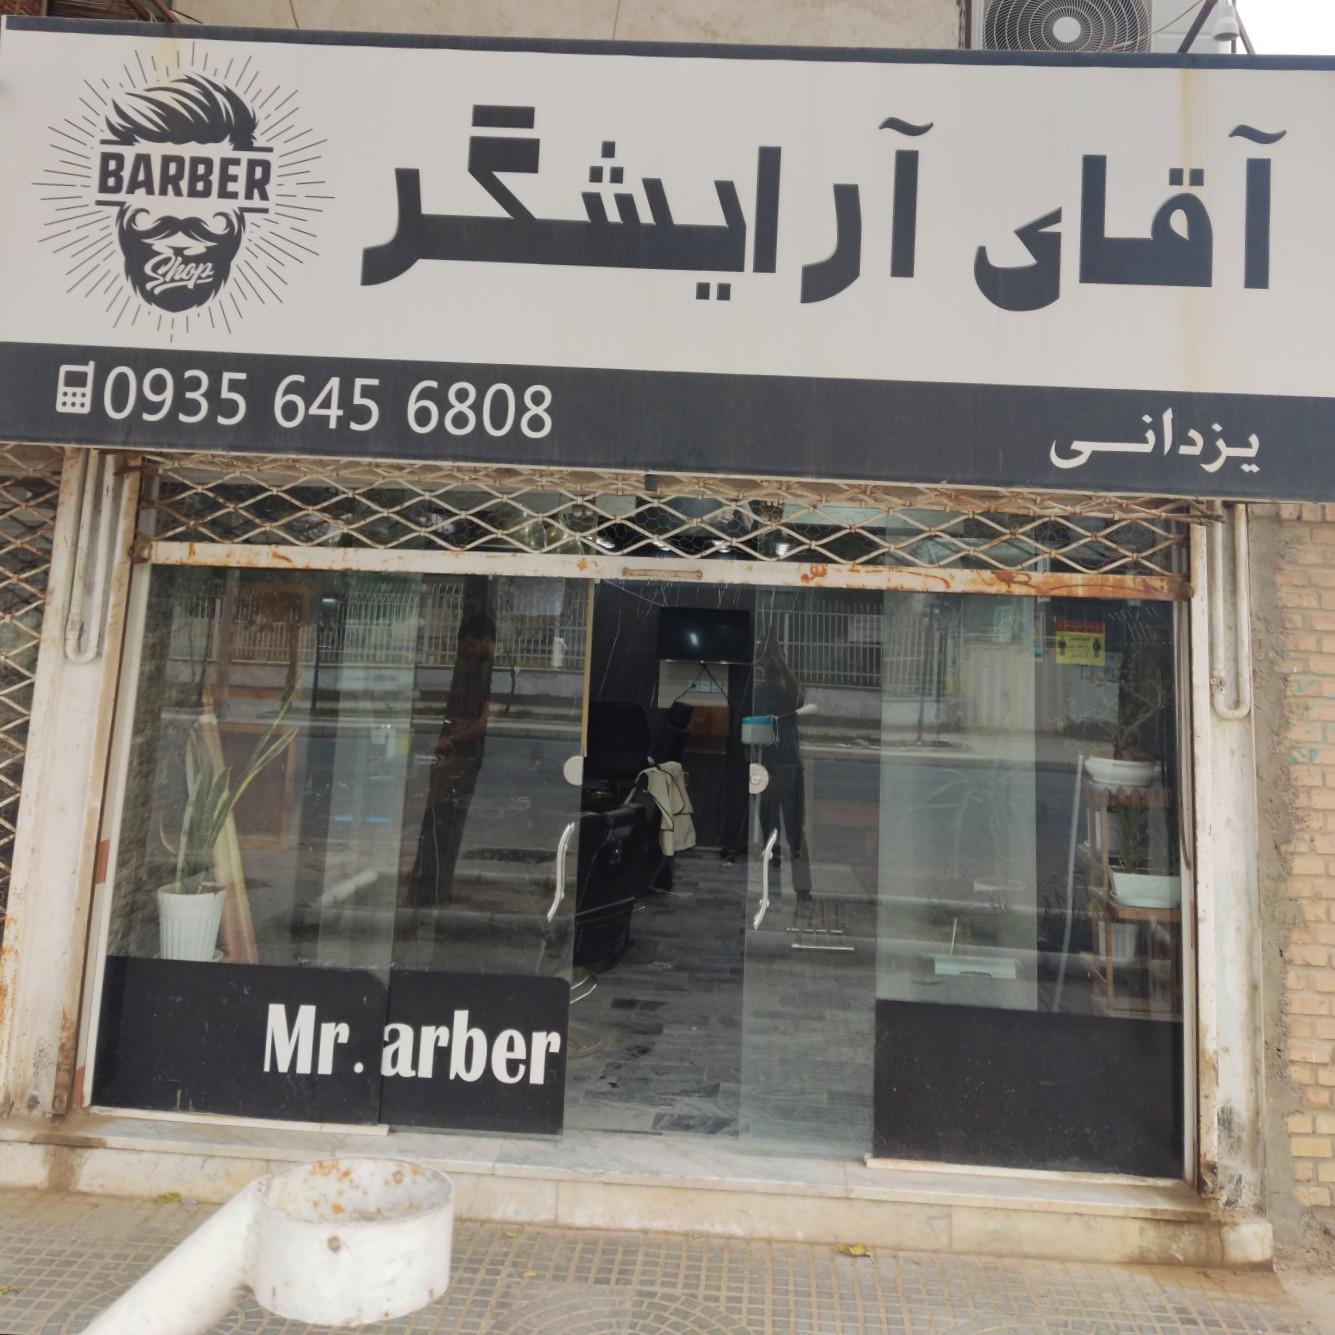 آقای آرایشگر
BARBER
Shop
0935 645 6808
یزدانی
Mr. arber